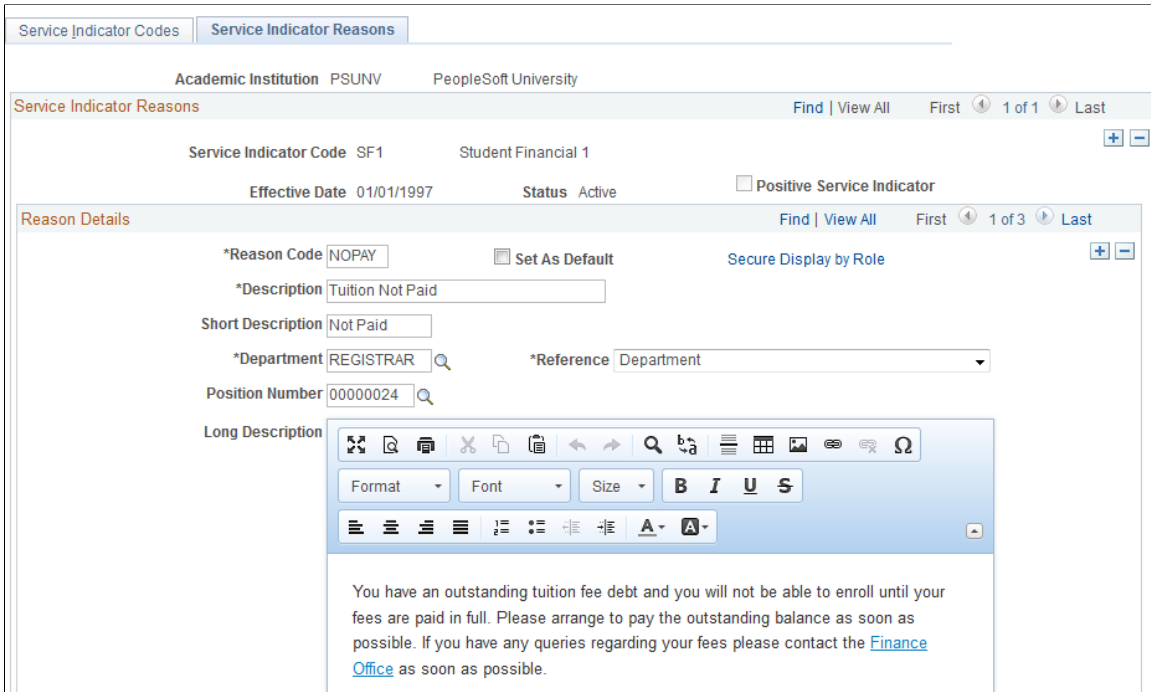 Service Indicator Codes Service Indicator Reasons
Academic Institution PSUNV PeopleSoft University
Service Indicator Reasons Find | View All First 1 of 1 Last
Service Indicator Code SF1 Student Financial 1
Effective Date 01/01/1997 Status Active Positive Service Indicator
Reason Details Find | View All First 1 of 3 Last
*Reason Code NOPAY Set As Default Secure Display by Role
*Description Tuition Not Paid
Short Description Not Paid
*Department REGISTRAR *Reference Department
Position Number 00000024
Long Description
Format Font Size B I U S
You have an outstanding tuition fee debt and you will not be able to enroll until your
fees are paid in full. Please arrange to pay the outstanding balance as soon as
possible. If you have any queries regarding your fees please contact the Finance
Office as soon as possible.